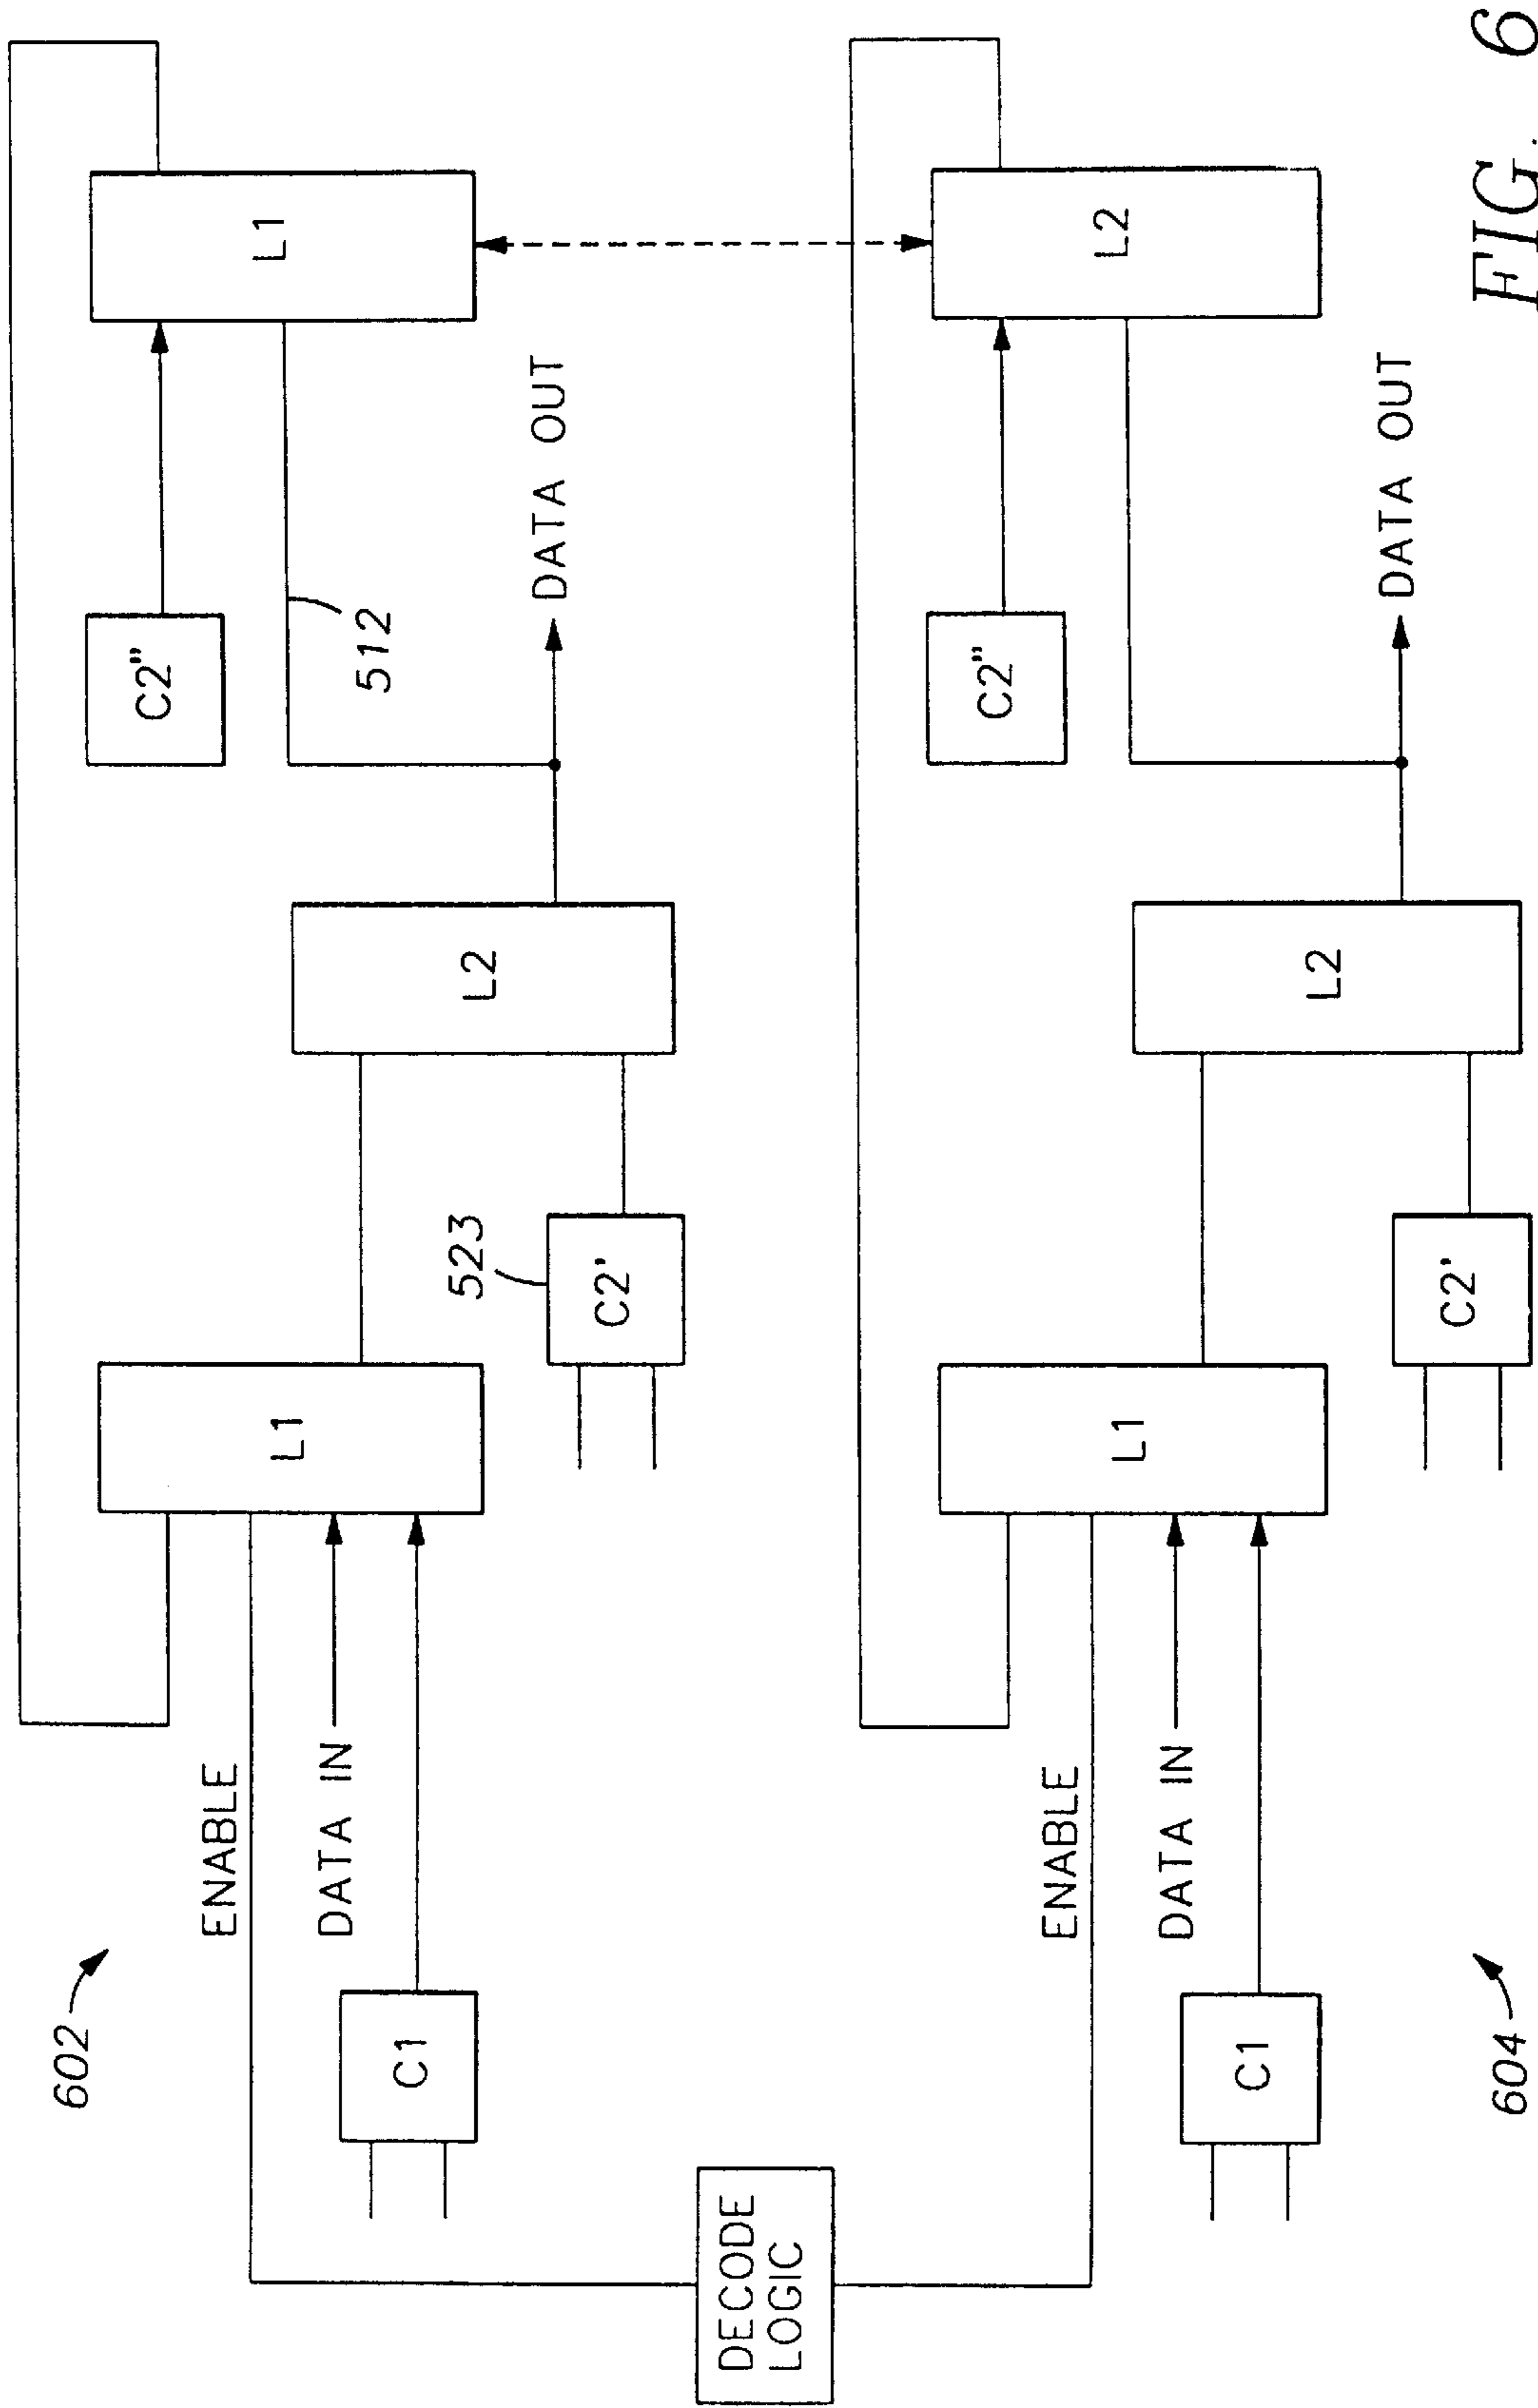 602
ENABLE
DATA IN
C1
L1
523
C2'
L2
C2"
512
DATA OUT
L1
DECODE
LOGIC
604
ENABLE
DATA IN
C1
L1
C2'
L2
C2"
DATA OUT
L2
FIG. 6